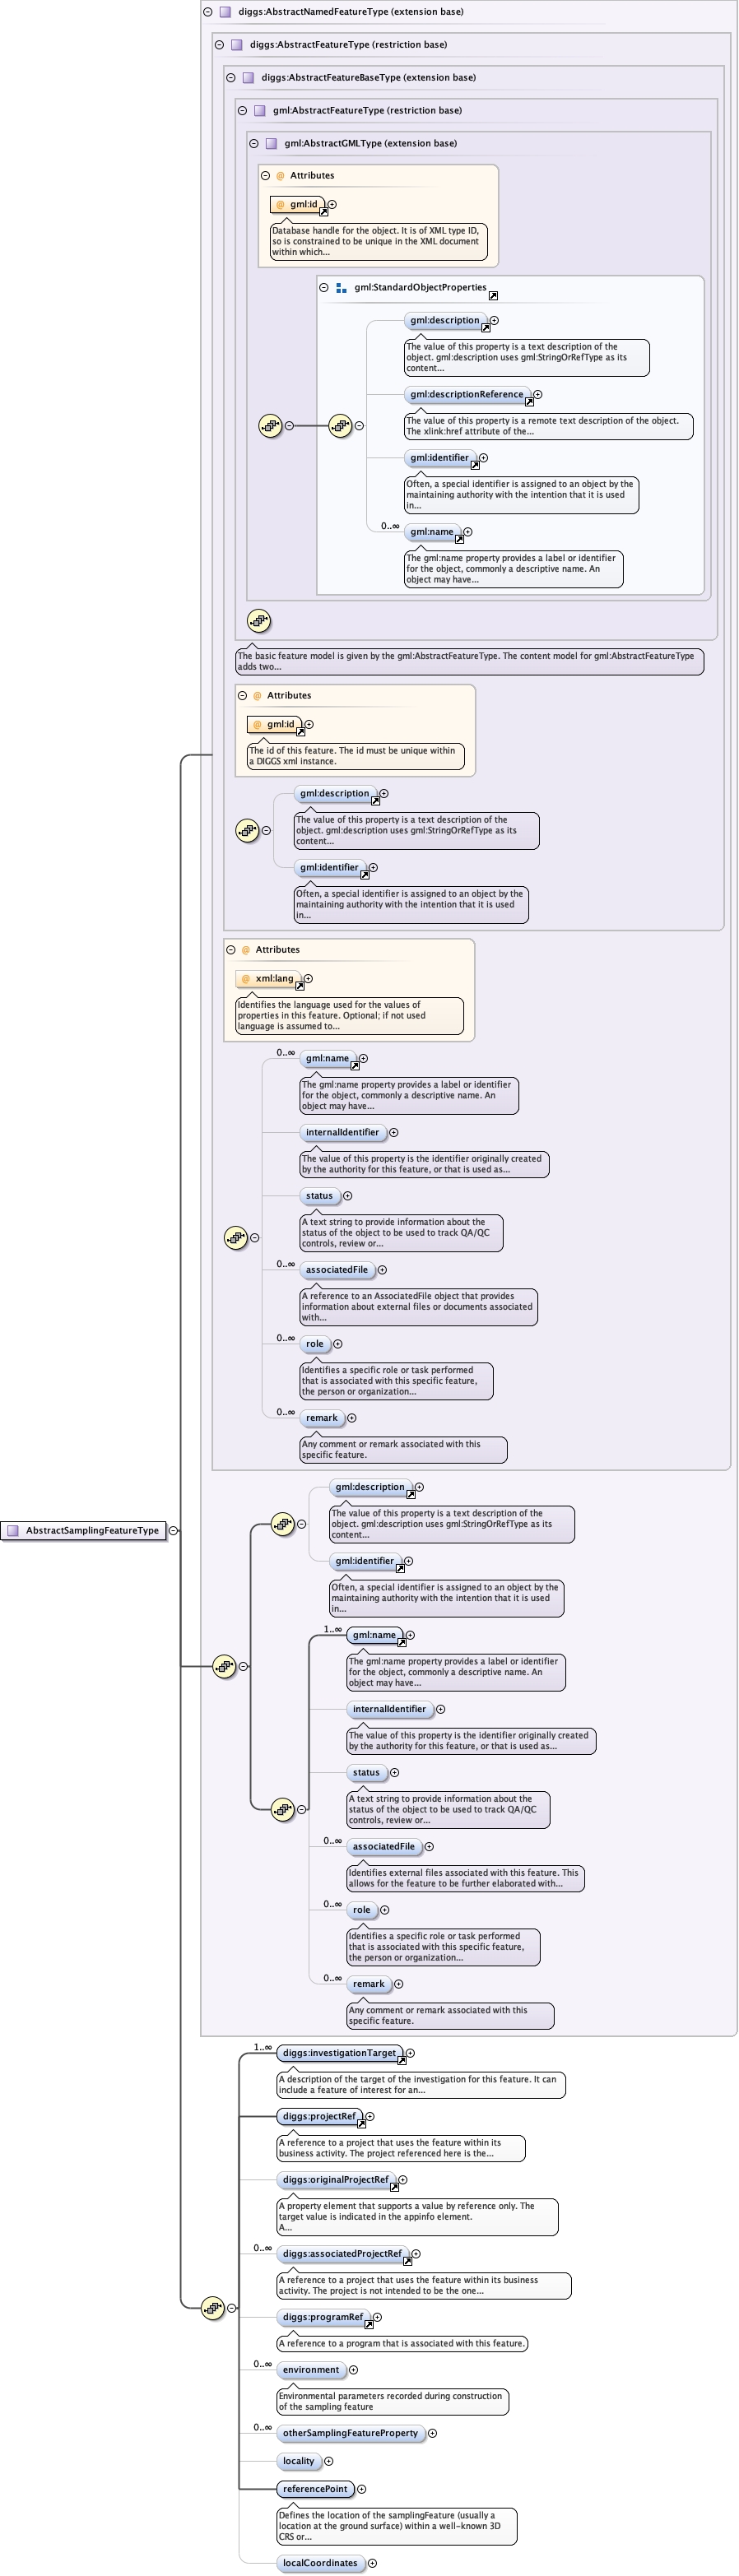 diggs:AbstractNamedFeatureType (extension base)
diggs:AbstractFeatureType (restriction base)
diggs:AbstractFeatureBaseType (extension base)
gml:AbstractFeatureType (restriction base)
gml:AbstractGMLType (extension base)
@ Attributes
@ gml:id
Database handle for the object. It is of XML type ID,
so is constrained to be unique in the XML document
within which...
gml:StandardObjectProperties
gml:description
The value of this property is a text description of the
object. gml:description uses gml:StringOrRefType as its
content...
gml:descriptionReference
The value of this property is a remote text description of the object.
The xlink:href attribute of the...
gml:identifier
Often, a special identifier is assigned to an object by the
maintaining authority with the intention that it is used
in...
0..∞
gml:name
The gml:name property provides a label or identifier
for the object, commonly a descriptive name. An
object may have...
The basic feature model is given by the gml:AbstractFeatureType. The content model for gml:AbstractFeatureType
adds two...
@ Attributes
@ gml:id
The id of this feature. The id must be unique within
a DIGGS xml instance.
gml:description
The value of this property is a text description of the
object. gml:description uses gml:StringOrRefType as its
content...
gml:identifier
Often, a special identifier is assigned to an object by the
maintaining authority with the intention that it is used
in...
@ Attributes
@ xml:lang
Identifies the language used for the values of
properties in this feature. Optional; if not used
language is assumed to...
0..∞
gml:name
The gml:name property provides a label or identifier
for the object, commonly a descriptive name. An
object may have...
internalIdentifier
The value of this property is the identifier originally created
by the authority for this feature, or that is used as...
status
A text string to provide information about the
status of the object to be used to track QA/QC
controls, review or...
0..∞
associatedFile
A reference to an AssociatedFile object that provides
information about external files or documents associated
with...
0..∞
role
Identifies a specific role or task performed
that is associated with this specific feature,
the person or organization...
0..∞
remark
Any comment or remark associated with this
specific feature.
gml:description
The value of this property is a text description of the
object. gml:description uses gml:StringOrRefType as its
content...
AbstractSamplingFeatureType
gml:identifier
Often, a special identifier is assigned to an object by the
maintaining authority with the intention that it is used
in...
1..∞
gml:name
The gml:name property provides a label or identifier
for the object, commonly a descriptive name. An
object may have...
internalIdentifier
The value of this property is the identifier originally created
by the authority for this feature, or that is used as...
status
A text string to provide information about the
status of the object to be used to track QA/QC
controls, review or...
0..∞
associatedFile
Identifies external files associated with this feature. This
allows for the feature to be further elaborated with...
0..∞
role
Identifies a specific role or task performed
that is associated with this specific feature,
the person or organization...
0..∞
remark
Any comment or remark associated with this
specific feature.
1..∞
diggs:investigationTarget
A description of the target of the investigation for this feature. It can
include a feature of interest for an...
diggs:projectRef
A reference to a project that uses the feature within its
business activity. The project referenced here is the...
diggs:originalProjectRef
A property element that supports a value by reference only. The
target value is indicated in the appinfo element.
A...
0..∞
diggs:associatedProjectRef
A reference to a project that uses the feature within its business
activity. The project is not intended to be the one...
0..∞
diggs:programRef
A reference to a program that is associated with this feature.
0..∞
environment
Environmental parameters recorded during construction
of the sampling feature
0..∞
otherSamplingFeatureProperty
locality
referencePoint
Defines the location of the samplingFeature (usually a
location at the ground surface) within a well-known 3D
CRS or...
localCoordinates